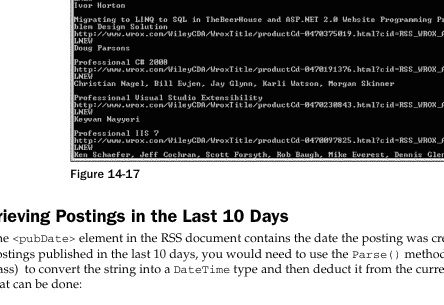 Ivor Horton
Migrating to LINQ to SQL in TheBeerHouse and ASP.NET 2.0 Website Programming Pr
blem Design Solution
http://www.wrox.com/WileyCDA/WroxTitle/productCd-0470375019.html?cid=RSS_WROX_A
LNEW
Doug Parsons
Professional C# 2008
http://www.wrox.com/WileyCDA/WroxTitle/productCd-0470191376.html?cid=RSS_WROX_A
LNEW
Christian Nagel, Bill Evjen, Jay Glynn, Karli Watson, Morgan Skinner
Professional Visual Studio Extensibility
http://www.wrox.com/WileyCDA/WroxTitle/productCd-0470230843.html?cid=RSS_WROX_A
LNEW
Keyvan Nayyeri
Professional IIS 7
http://www.wrox.com/WileyCDA/WroxTitle/productCd-0470097825.html?cid=RSS_WROX_A
LNEW
Ken Schaefer, Jeff Cochran, Scott Forsyth, Rob Baugh, Mike Everest, Dennis Glen
Figure 14-17
rieving Postings in the Last 10 Days
he <pubDate> element in the RSS document contains the date the posting was cre
ostings published in the last 10 days, you would need to use the Parse() method
ass) to convert the string into a DateTime type and then deduct it from the curre
at can be done: